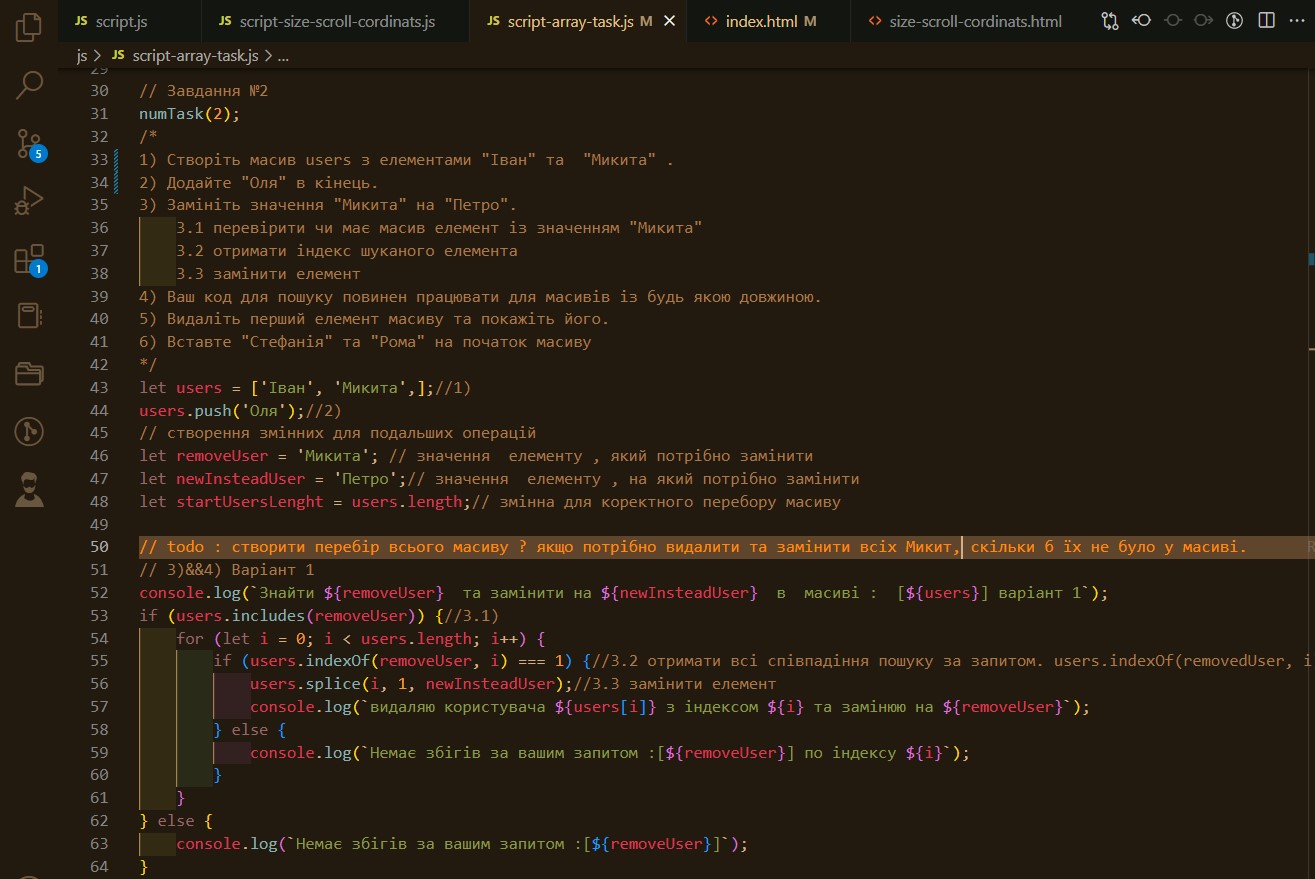 JS script.js JS script-size-scroll-cordinats.js JS script-array-task.js M <> index.html M <> size-scroll-cordinats.html
js > JS script-array-task.js > ...
29
30 // Завдання №2
31 numTask(2);
32 /*
33 1) Створіть масив users з елементами "Іван" та  "Микита" .
34 2) Додайте "Оля" в кінець.
35 3) Замініть значення "Микита" на "Петро".
36     3.1 перевірити чи має масив елемент із значенням "Микита"
37     3.2 отримати індекс шуканого елемента
38     3.3 замінити елемент
39 4) Ваш код для пошуку повинен працювати для масивів із будь якою довжиною.
40 5) Видаліть перший елемент масиву та покажіть його.
41 6) Вставте "Стефанія" та "Рома" на початок масиву
42 */
43 let users = ['Іван', 'Микита',];//1)
44 users.push('Оля');//2)
45 // створення змінних для подальших операцій
46 let removeUser = 'Микита'; // значення  елементу , який потрібно замінити
47 let newInsteadUser = 'Петро';// значення  елементу , на який потрібно замінити
48 let startUsersLenght = users.length;// змінна для коректного перебору масиву
49
50 // todo : створити перебір всього масиву ? якщо потрібно видалити та замінити всіх Микит, скільки б їх не було у масиві.
51 // 3)&&4) Варіант 1
52 console.log(`Знайти ${removeUser}  та замінити на ${newInsteadUser}  в  масиві :  [${users}] варіант 1`);
53 if (users.includes(removeUser)) {//3.1)
54     for (let i = 0; i < users.length; i++) {
55         if (users.indexOf(removeUser, i) === 1) {//3.2 отримати всі співпадіння пошуку за запитом. users.indexOf(removedUser, i
56             users.splice(i, 1, newInsteadUser);//3.3 замінити елемент
57             console.log(`видаляю користувача ${users[i]} з індексом ${i} та замінюю на ${removeUser}`);
58         } else {
59             console.log(`Немає збігів за вашим запитом :[${removeUser}] по індексу ${i}`);
60         }
61     }
62 } else {
63     console.log(`Немає збігів за вашим запитом :[${removeUser}]`);
64 }
5
1